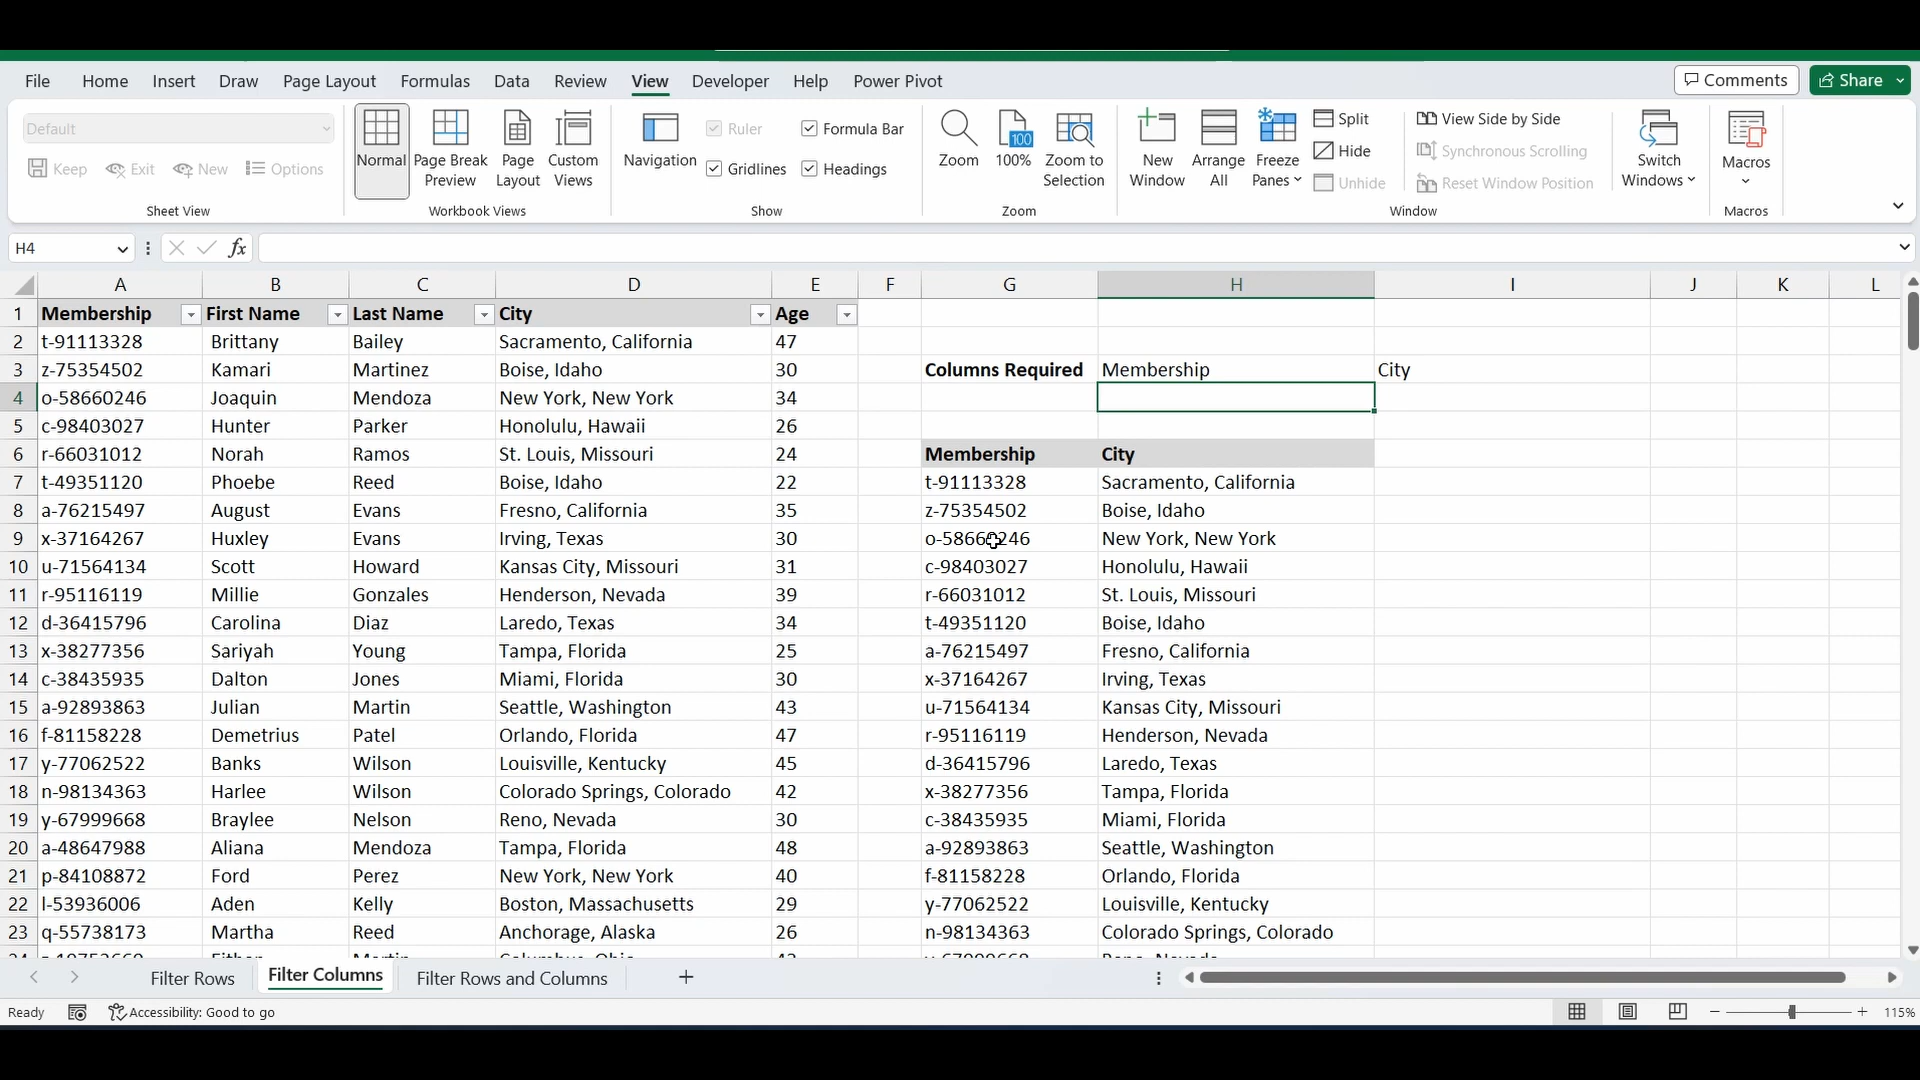 File Home Insert Draw Page Layout Formulas Data Review View Developer Help Power Pivot Comments Share
Default
Keep Exit New Options
Sheet View
Normal Page Break Preview Page Layout Custom Views
Workbook Views
Navigation Ruler Formula Bar
Gridlines Headings
Show
Zoom 100 100% Zoom to Selection
Zoom
New Window Arrange All Freeze Panes Split
Hide
Unhide
View Side by Side
Synchronous Scrolling
Reset Window Position
Switch Windows
Window
Macros
Macros
H4 fx
A B C D E F G H I J K L
1 Membership First Name Last Name City Age
2 t-91113328 Brittany Bailey Sacramento, California 47
3 z-75354502 Kamari Martinez Boise, Idaho 30 Columns Required Membership City
4 o-58660246 Joaquin Mendoza New York, New York 34
5 c-98403027 Hunter Parker Honolulu, Hawaii 26
6 r-66031012 Norah Ramos St. Louis, Missouri 24 Membership City
7 t-49351120 Phoebe Reed Boise, Idaho 22 t-91113328 Sacramento, California
8 a-76215497 August Evans Fresno, California 35 z-75354502 Boise, Idaho
9 x-37164267 Huxley Evans Irving, Texas 30 o-58660246 New York, New York
10 u-71564134 Scott Howard Kansas City, Missouri 31 c-98403027 Honolulu, Hawaii
11 r-95116119 Millie Gonzales Henderson, Nevada 39 r-66031012 St. Louis, Missouri
12 d-36415796 Carolina Diaz Laredo, Texas 34 t-49351120 Boise, Idaho
13 x-38277356 Sariyah Young Tampa, Florida 25 a-76215497 Fresno, California
14 c-38435935 Dalton Jones Miami, Florida 30 x-37164267 Irving, Texas
15 a-92893863 Julian Martin Seattle, Washington 43 u-71564134 Kansas City, Missouri
16 f-81158228 Demetrius Patel Orlando, Florida 47 r-95116119 Henderson, Nevada
17 y-77062522 Banks Wilson Louisville, Kentucky 45 d-36415796 Laredo, Texas
18 n-98134363 Harlee Wilson Colorado Springs, Colorado 42 x-38277356 Tampa, Florida
19 y-67999668 Braylee Nelson Reno, Nevada 30 c-38435935 Miami, Florida
20 a-48647988 Aliana Mendoza Tampa, Florida 48 a-92893863 Seattle, Washington
21 p-84108872 Ford Perez New York, New York 40 f-81158228 Orlando, Florida
22 l-53936006 Aden Kelly Boston, Massachusetts 29 y-77062522 Louisville, Kentucky
23 q-55738173 Martha Reed Anchorage, Alaska 26 n-98134363 Colorado Springs, Colorado
Filter Rows Filter Columns Filter Rows and Columns
Ready Accessibility: Good to go 115%